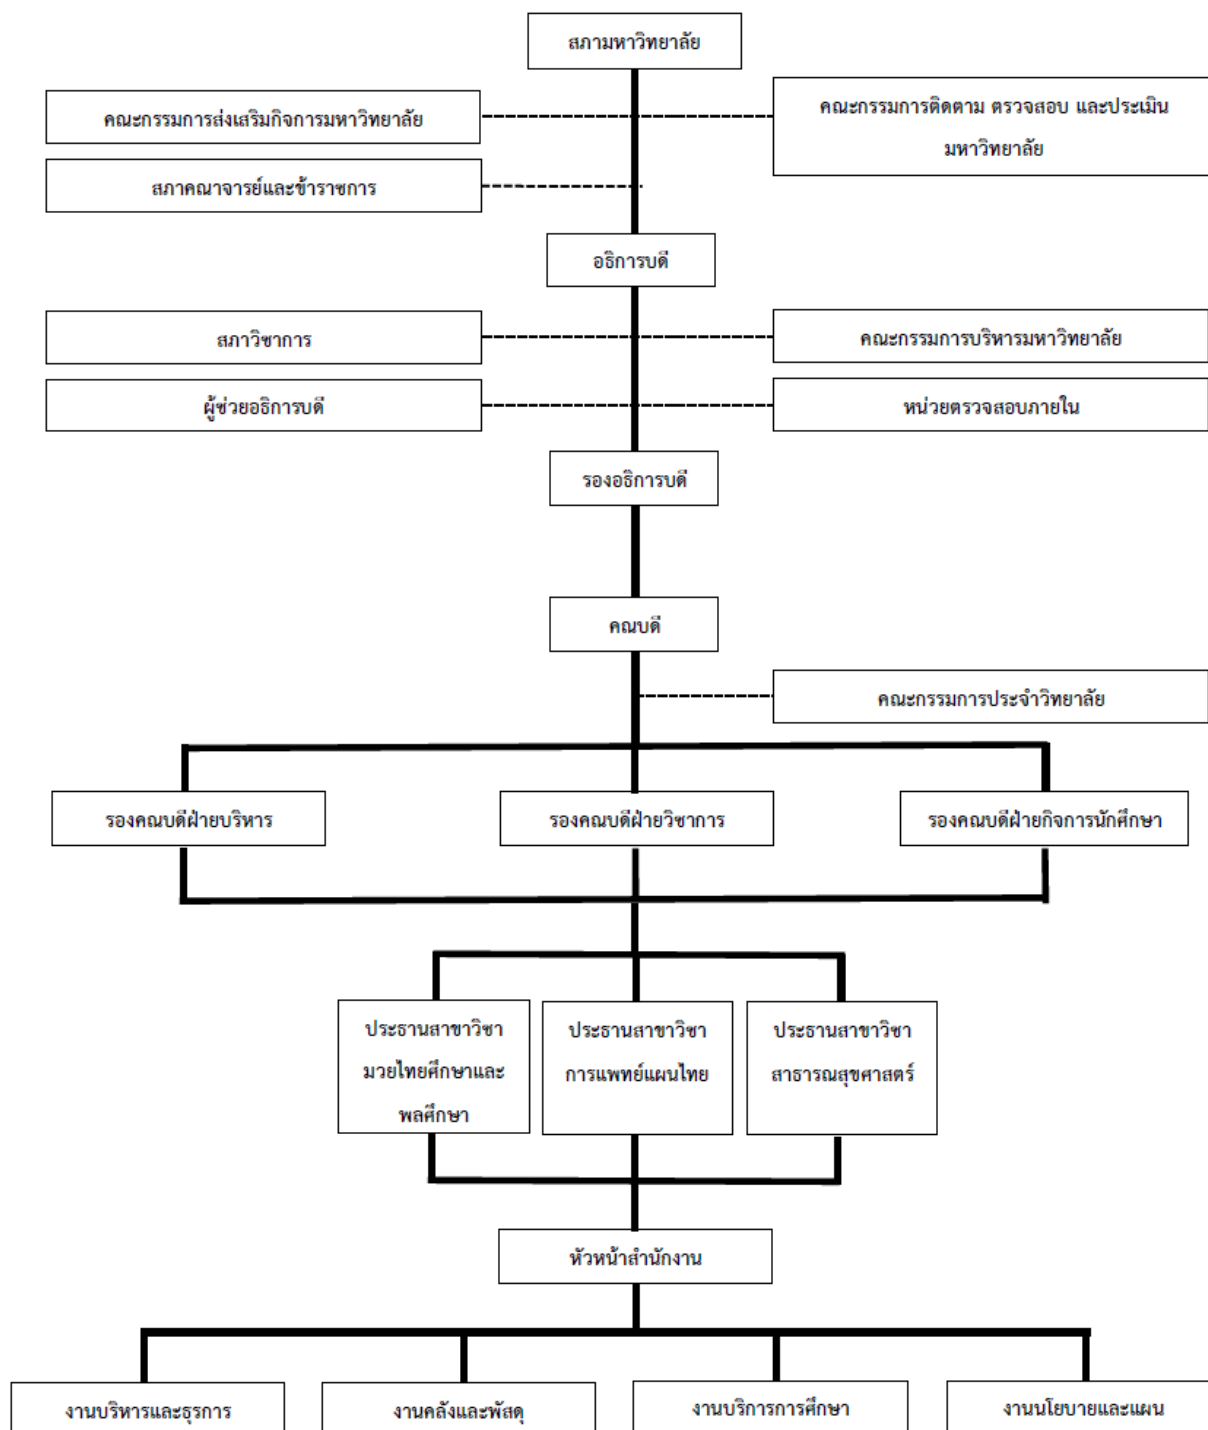 สภามหาวิทยาลัย
คณะกรรมการส่งเสริมกิจการมหาวิทยาลัย
คณะกรรมการติดตาม ตรวจสอบ และประเมิน
มหาวิทยาลัย
สภาคณาจารย์และข้าราชการ
อธิการบดี
สภาวิชาการ
คณะกรรมการบริหารมหาวิทยาลัย
ผู้ช่วยอธิการบดี
หน่วยตรวจสอบภายใน
รองอธิการบดี
คณบดี
คณะกรรมการประจำวิทยาลัย
รองคณบดีฝ่ายบริหาร
รองคณบดีฝ่ายวิชาการ
รองคณบดีฝ่ายกิจการนักศึกษา
ประธานสาขาวิชา
มวยไทยศึกษาและ
พลศึกษา
ประธานสาขาวิชา
การแพทย์แผนไทย
ประธานสาขาวิชา
สาธารณสุขศาสตร์
หัวหน้าสำนักงาน
งานบริหารและธุรการ
งานคลังและพัสดุ
งานบริการการศึกษา
งานนโยบายและแผน